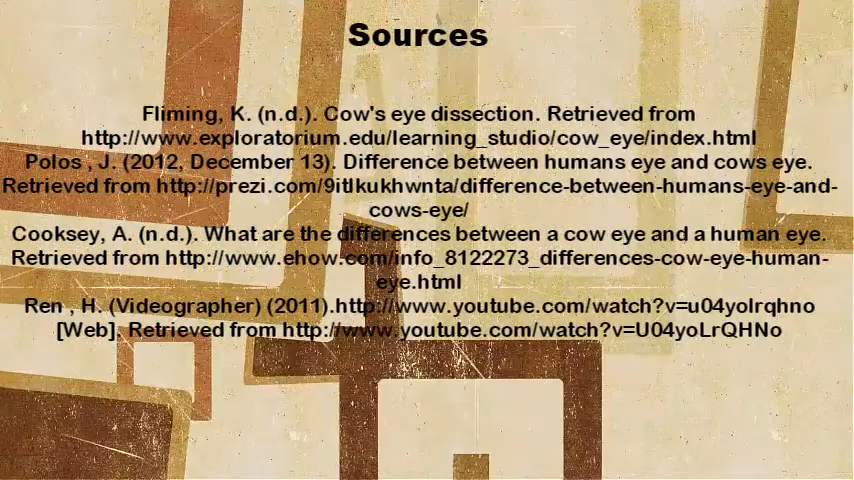 Sources
Fliming, K. (n.d.). Cow's eye dissection. Retrieved from
http://www.exploratorium.edu/learning_studio/cow_eye/index.html
Polos , J. (2012, December 13). Difference between humans eye and cows eye.
Retrieved from http://prezi.com/9itlkukhwnta/difference-between-humans-eye-and-
cows-eye/
Cooksey, A. (n.d.). What are the differences between a cow eye and a human eye.
Retrieved from http://www.ehow.com/info_8122273_differences-cow-eye-human-
eye.html
Ren , H. (Videographer) (2011).http://www.youtube.com/watch?v=u04yolrqhno
[Web]. Retrieved from http://www.youtube.com/watch?v=U04yoLrQHNo